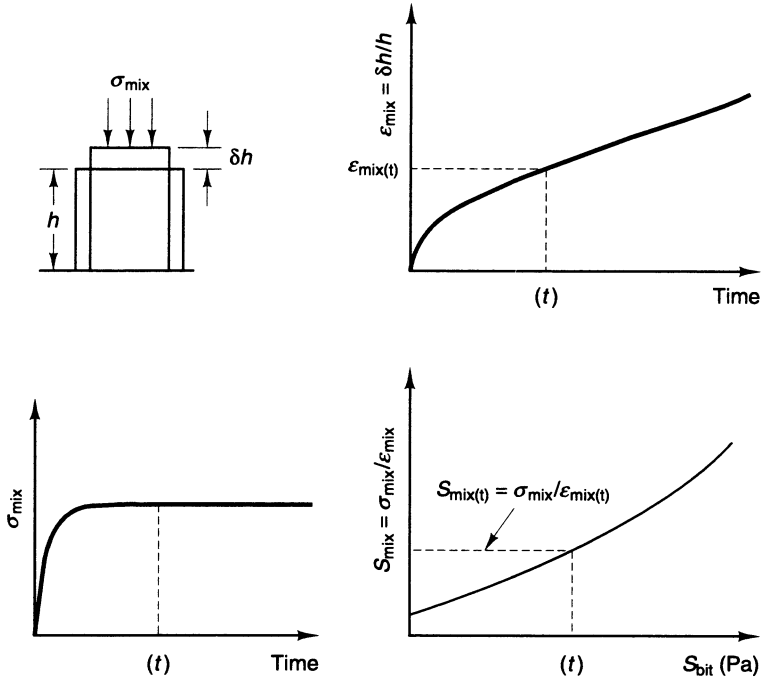 σmix
δh
h
εmix = δh/h
εmix(t)
(t) Time
σmix
(t) Time
Smix = σmix/εmix
Smix(t) = σmix/εmix(t)
(t) Sbit (Pa)